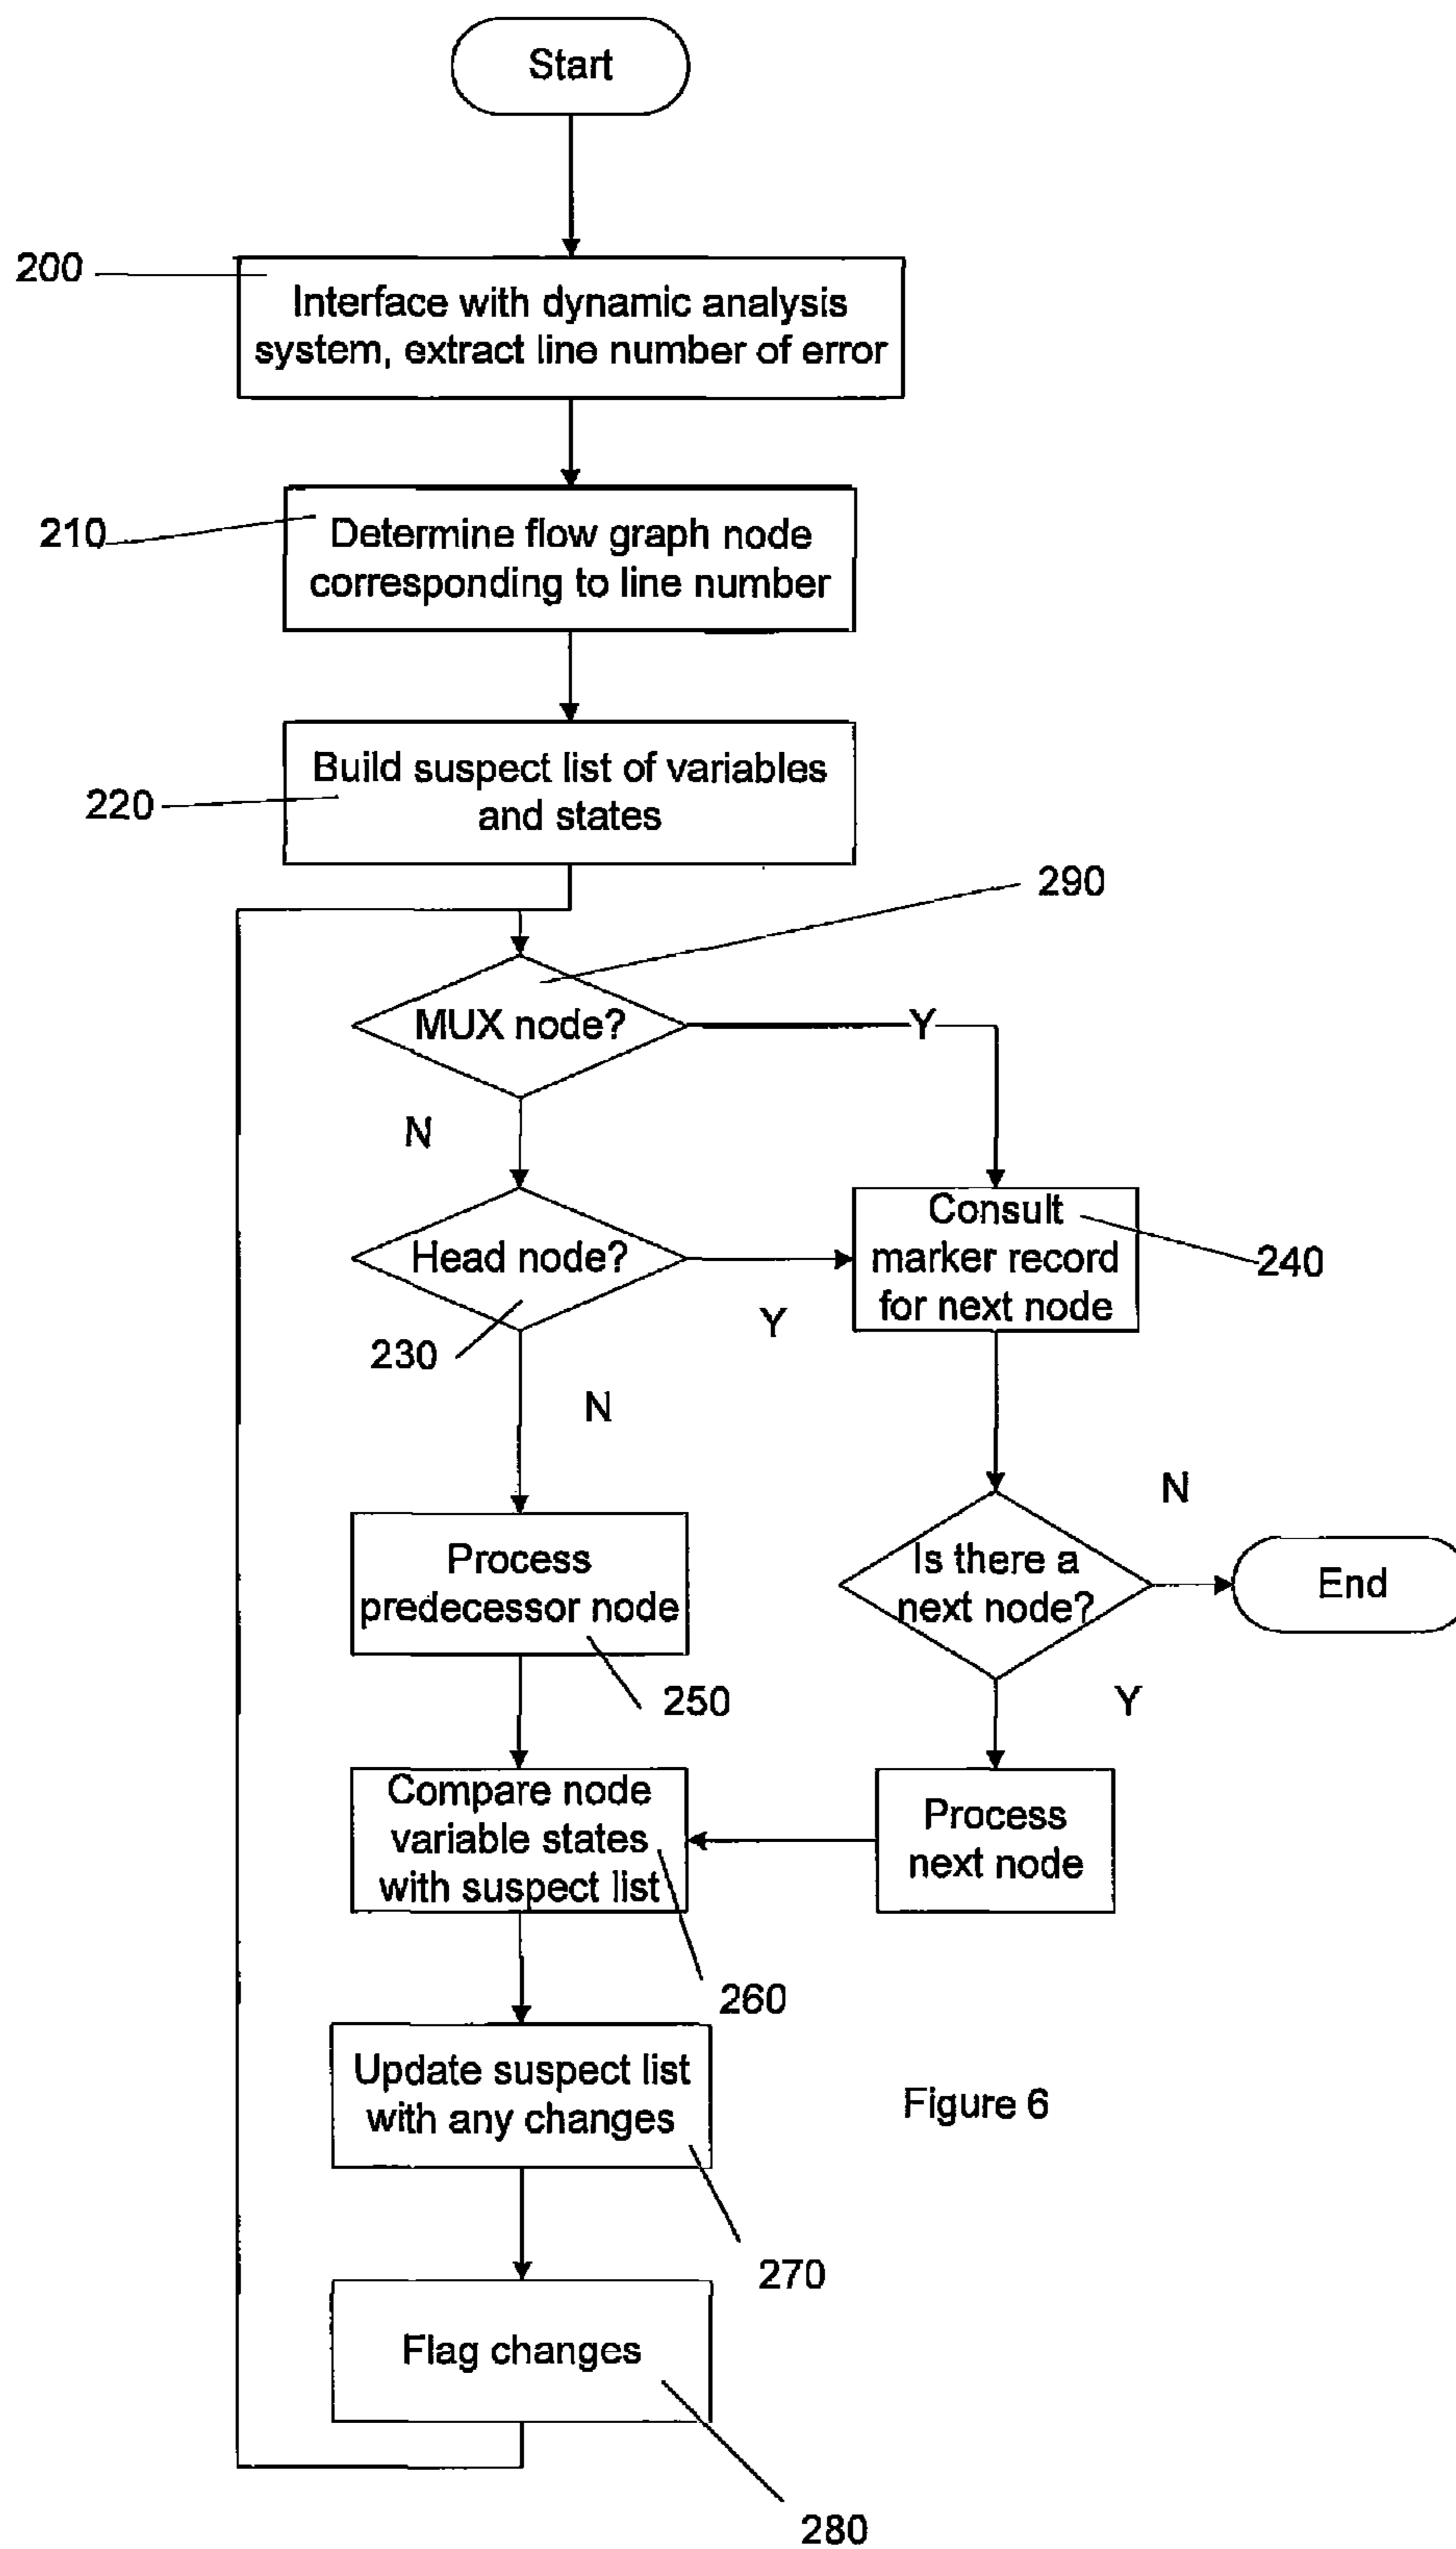 Start
200
Interface with dynamic analysis
system, extract line number of error
210
Determine flow graph node
corresponding to line number
220
Build suspect list of variables
and states
290
MUX node?
Y
N
Head node?
230
Y
Consult
marker record
for next node
240
N
Process
predecessor node
250
Is there a
next node?
N
End
Y
Compare node
variable states
with suspect list
260
Process
next node
Update suspect list
with any changes
270
Figure 6
Flag changes
280